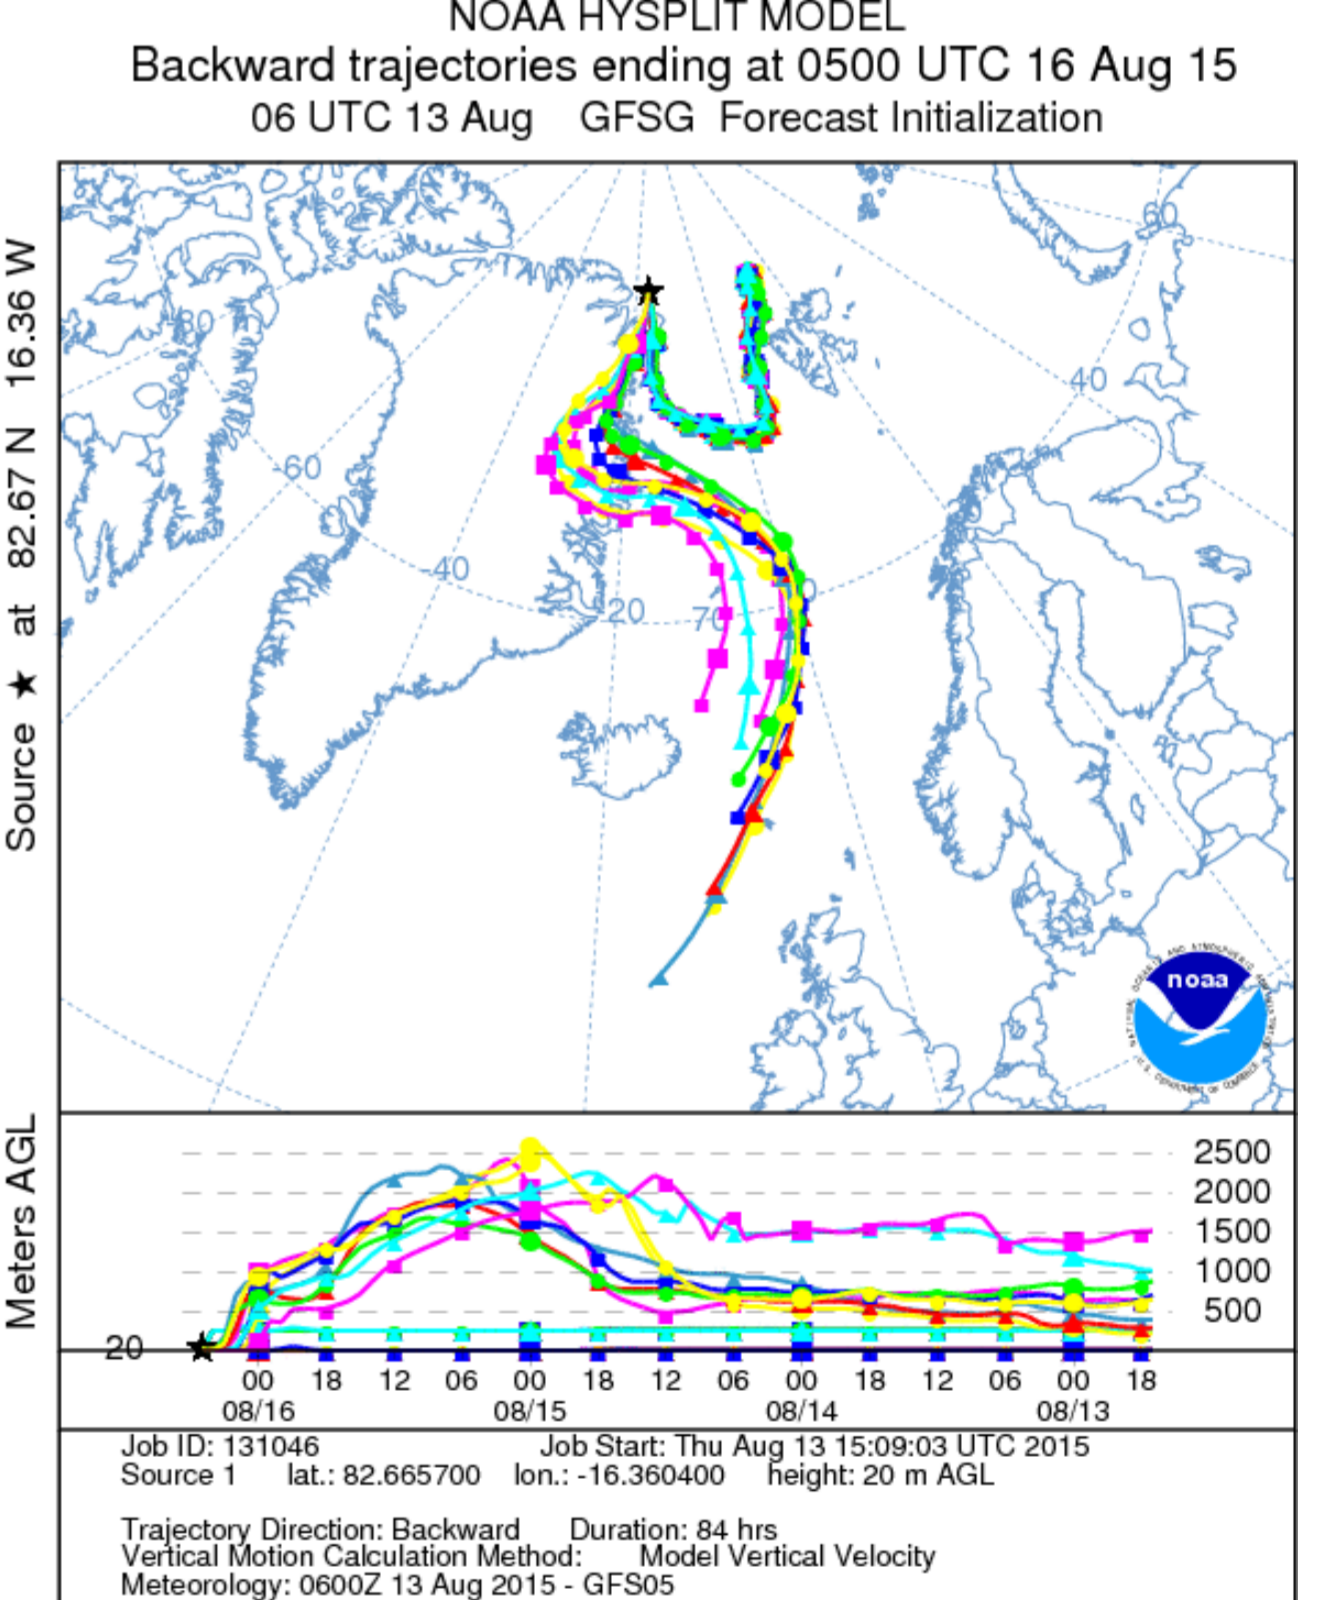 NOAA HYSPLIT MODEL
Backward trajectories ending at 0500 UTC 16 Aug 15
06 UTC 13 Aug GFSG Forecast Initialization
Source ★ at 82.67 N 16.36 W
60
80
40
-60
-40
-20
70
noaa
Meters AGL
2500
2000
1500
1000
500
20
00 18 12 06 00 18 12 06 00 18 12 06 00 18
08/16 08/15 08/14 08/13
Job ID: 131046 Job Start: Thu Aug 13 15:09:03 UTC 2015
Source 1 lat.: 82.665700 lon.: -16.360400 height: 20 m AGL
Trajectory Direction: Backward Duration: 84 hrs
Vertical Motion Calculation Method: Model Vertical Velocity
Meteorology: 0600Z 13 Aug 2015 - GFS05